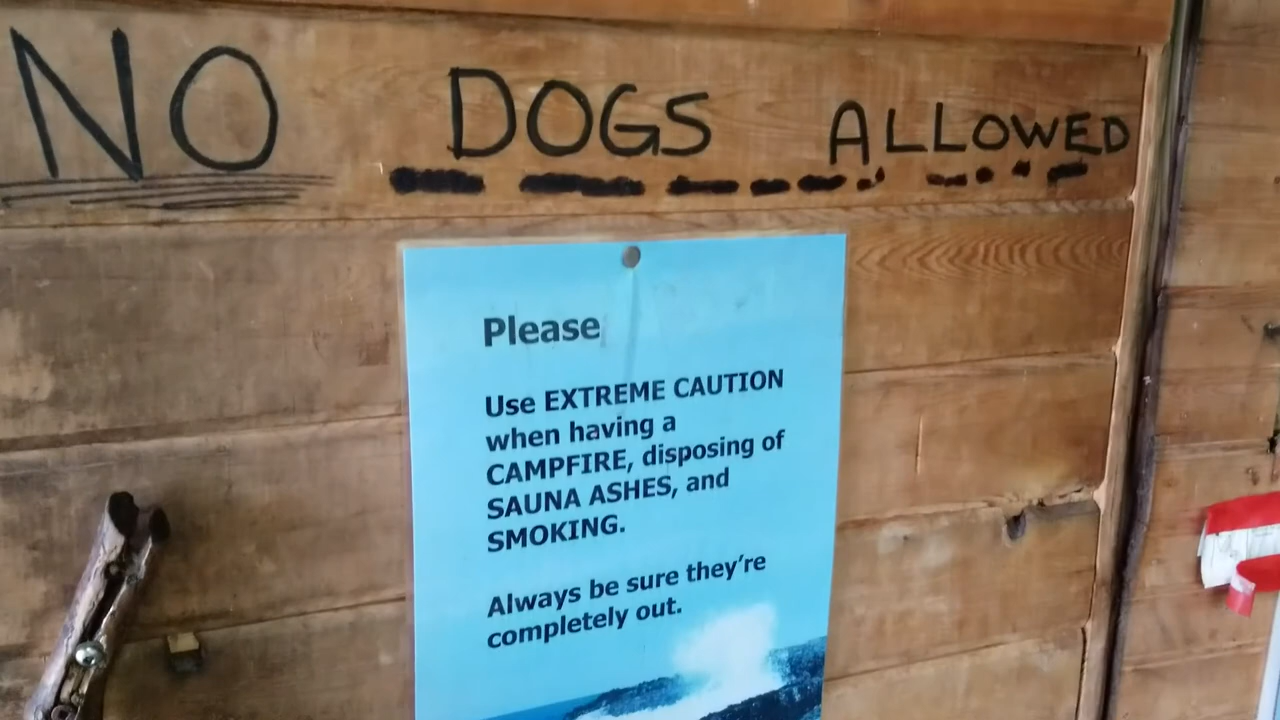 NO DOGS ALLOWED
Please
Use EXTREME CAUTION
when having a
CAMPFIRE, disposing of
SAUNA ASHES, and
SMOKING.
Always be sure they're
completely out.